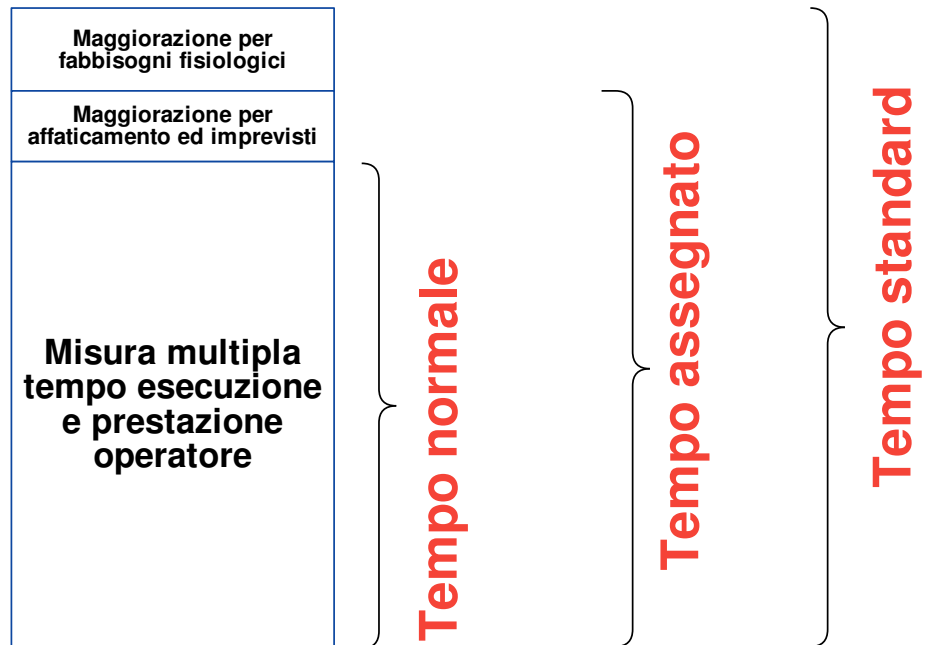 Maggiorazione per
fabbisogni fisiologici
Maggiorazione per
affaticamento ed imprevisti
Misura multipla
tempo esecuzione
e prestazione
operatore
Tempo normale
Tempo assegnato
Tempo standard